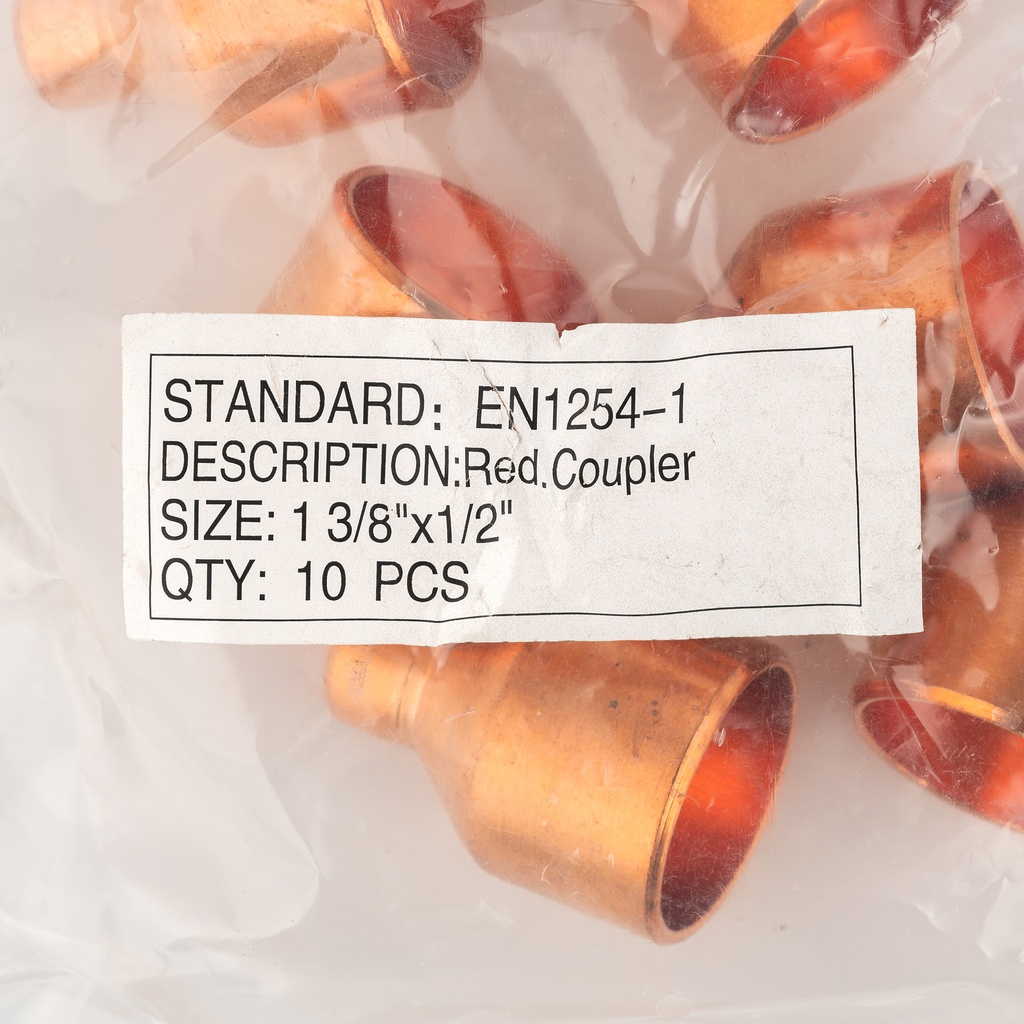 STANDARD: EN1254-1
DESCRIPTION:Red.Coupler
SIZE: 1 3/8"x1/2"
QTY: 10 PCS